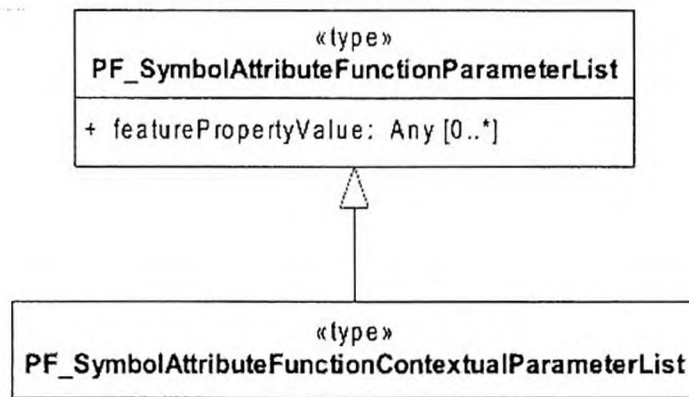 «type»
PF_SymbolAttributeFunctionParameterList
+ featurePropertyValue: Any [0..*]
«type»
PF_SymbolAttributeFunctionContextualParameterList